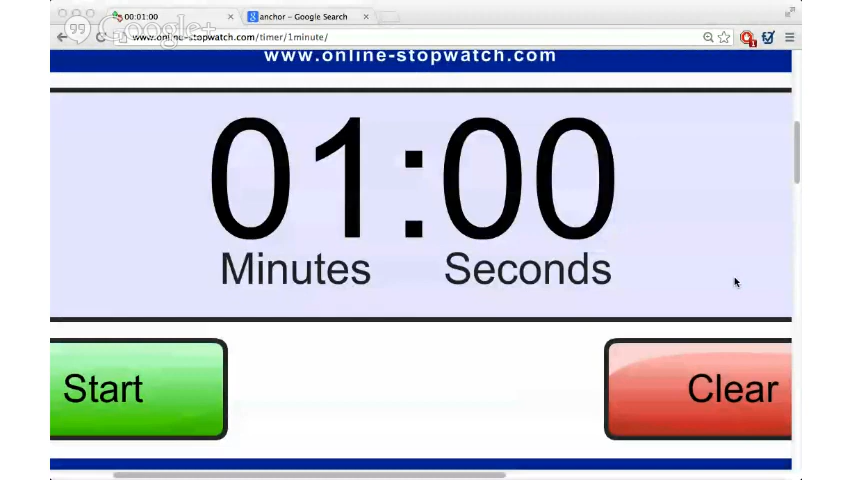 00:01:00
anchor – Google Search
Google+
www.online-stopwatch.com/timer/1minute/
www.online-stopwatch.com
01:00
Minutes Seconds
Start
Clear